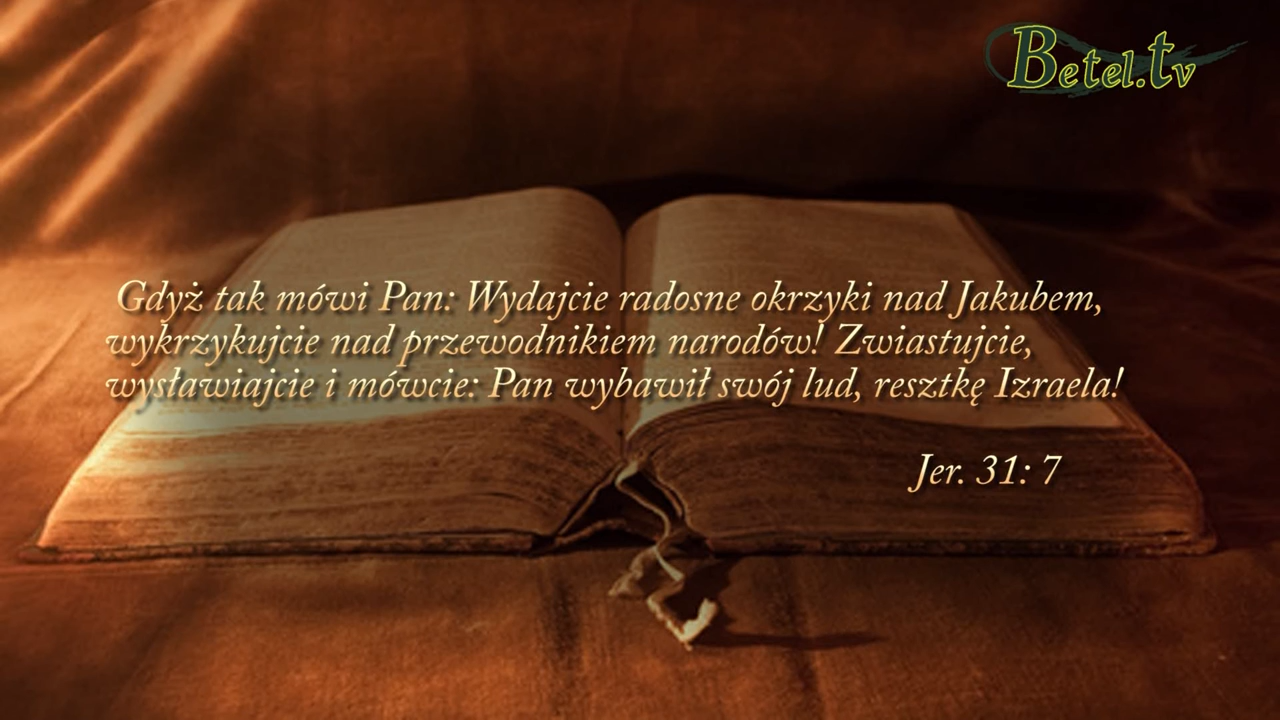 Betel.tv
Gdyż tak mówi Pan: Wydajcie radosne okrzyki nad Jakubem,
wykrzykujcie nad przewodnikiem narodów! Zwiastujcie,
wysławiajcie i mówcie: Pan wybawił swój lud, resztkę Izraela!
Jer. 31: 7